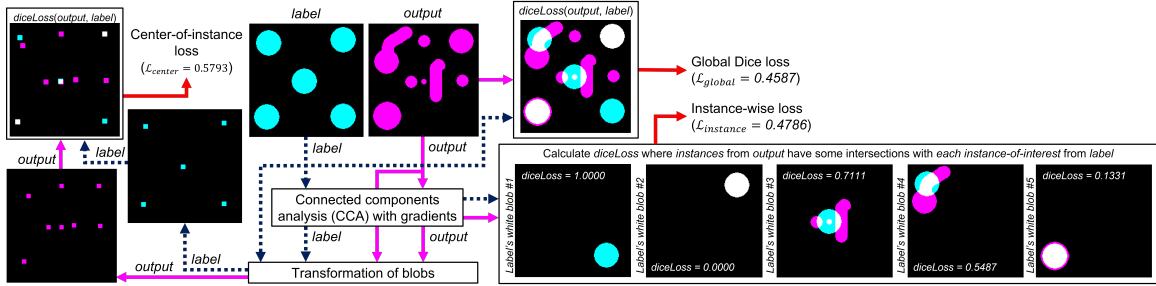 diceLoss(output, label)
Center-of-instance
loss
(ℒcenter = 0.5793)
label
output
diceLoss(output, label)
Global Dice loss
(ℒglobal = 0.4587)
Instance-wise loss
(ℒinstance = 0.4786)
output
label
label
output
Connected components
analysis (CCA) with gradients
label
output
Transformation of blobs
output
label
Calculate diceLoss where instances from output have some intersections with each instance-of-interest from label
Label's white blob #1
diceLoss = 1.0000
Label's white blob #2
diceLoss = 0.0000
Label's white blob #3
diceLoss = 0.7111
Label's white blob #4
diceLoss = 0.5487
Label's white blob #5
diceLoss = 0.1331